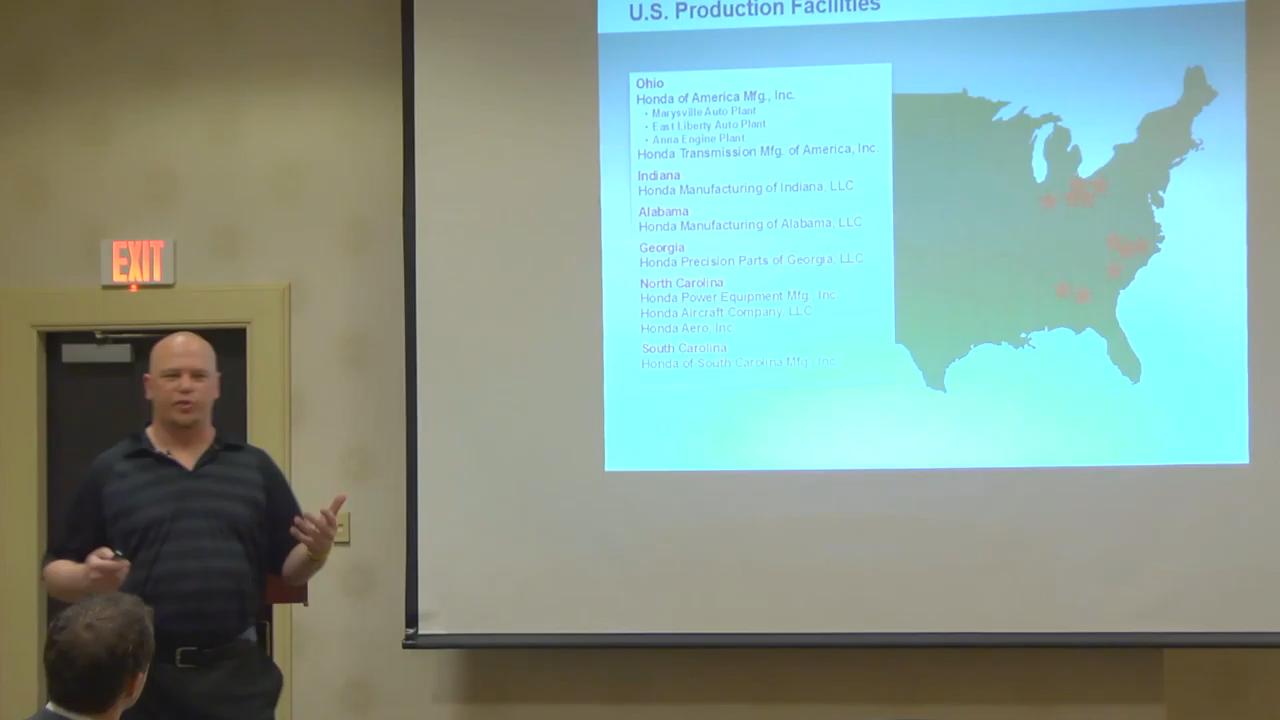 U.S. Production Facilities
Ohio
Honda of America Mfg., Inc.
• Marysville Auto Plant
• East Liberty Auto Plant
• Anna Engine Plant
Honda Transmission Mfg. of America, Inc.
Indiana
Honda Manufacturing of Indiana, LLC
Alabama
Honda Manufacturing of Alabama, LLC
Georgia
Honda Precision Parts of Georgia, LLC
North Carolina
Honda Power Equipment Mfg., Inc.
Honda Aircraft Company, LLC
Honda Aero, Inc.
South Carolina
Honda of South Carolina Mfg., Inc.
EXIT